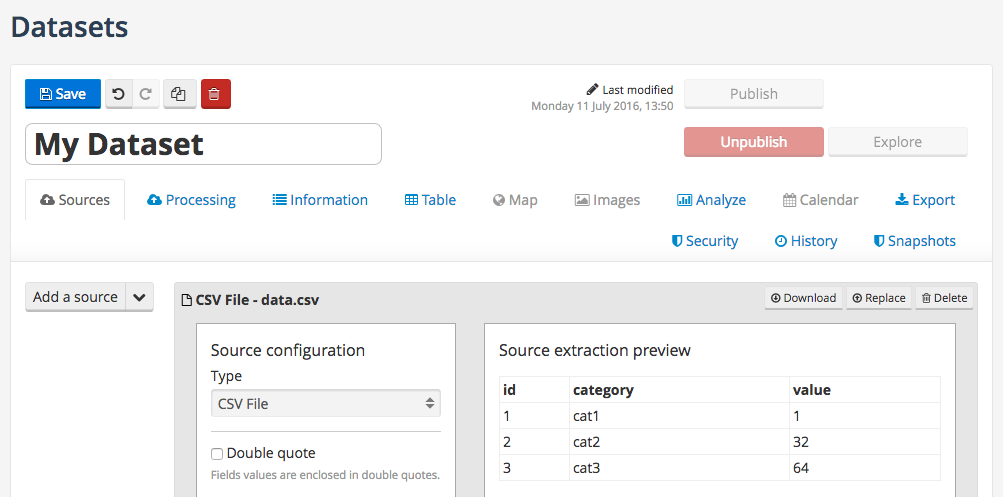 Datasets
Save
Last modified
Monday 11 July 2016, 13:50
Publish
My Dataset
Unpublish Explore
Sources Processing Information Table Map Images Analyze Calendar Export
Security History Snapshots
Add a source
CSV File - data.csv Download Replace Delete
Source configuration
Type
CSV File
Double quote
Fields values are enclosed in double quotes.
Source extraction preview
id category value
1 cat1 1
2 cat2 32
3 cat3 64